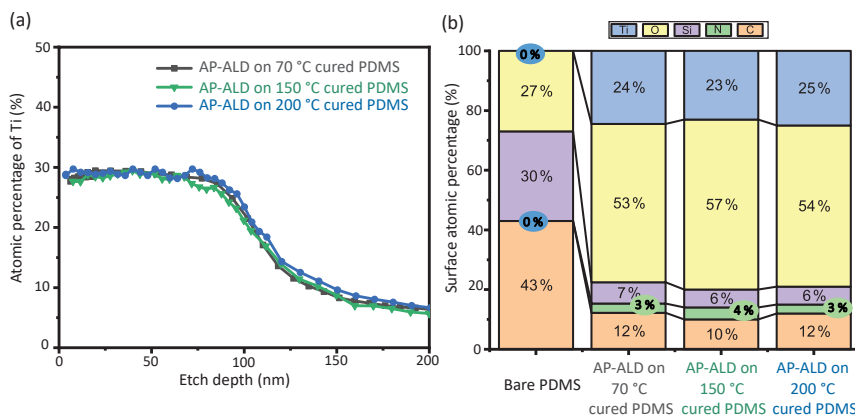 (a)
50
40
30
20
10
0
0
50
100
150
200
Atomic percentage of Ti (%)
Etch depth (nm)
AP-ALD on 70 °C cured PDMS
AP-ALD on 150 °C cured PDMS
AP-ALD on 200 °C cured PDMS
(b)
Ti O Si N C
100
80
60
40
20
0
Surface atomic percentage (%)
0 %
27 %
30 %
0 %
43 %
24 %
53 %
7 %
3 %
12 %
23 %
57 %
6 %
4 %
10 %
25 %
54 %
6 %
3 %
12 %
Bare PDMS
AP-ALD on
70 °C
cured PDMS
AP-ALD on
150 °C
cured PDMS
AP-ALD on
200 °C
cured PDMS